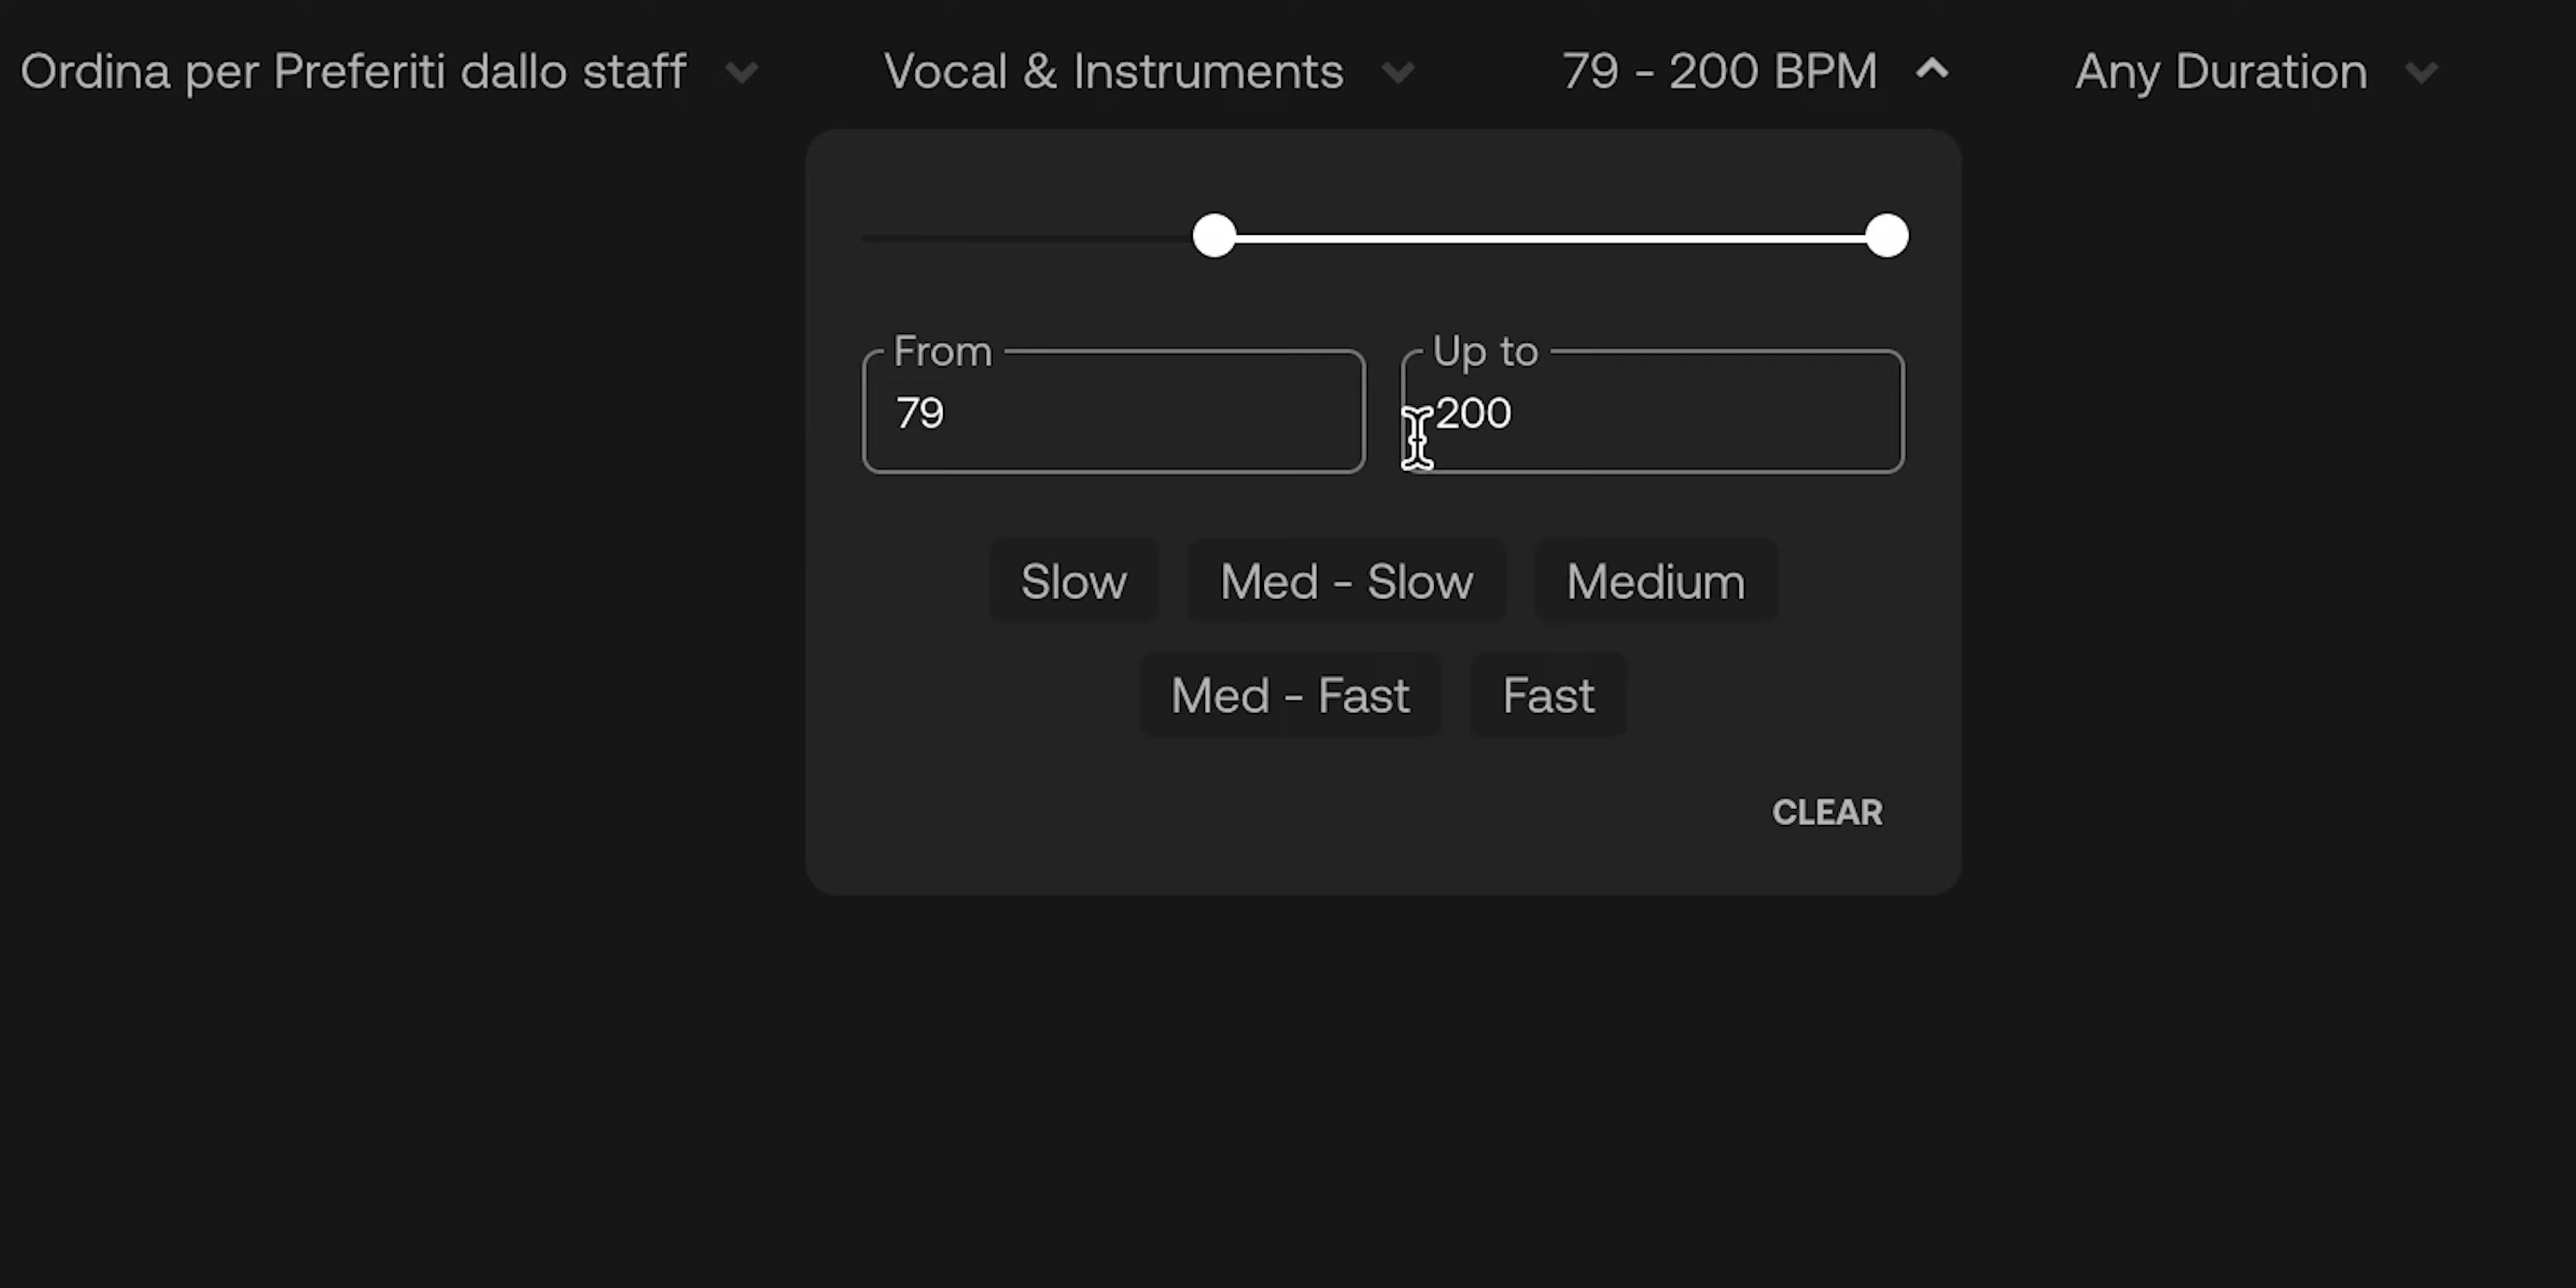 Ordina per Preferiti dallo staff Vocal & Instruments 79 - 200 BPM Any Duration
From Up to
79 200
Slow Med - Slow Medium
Med - Fast Fast
CLEAR